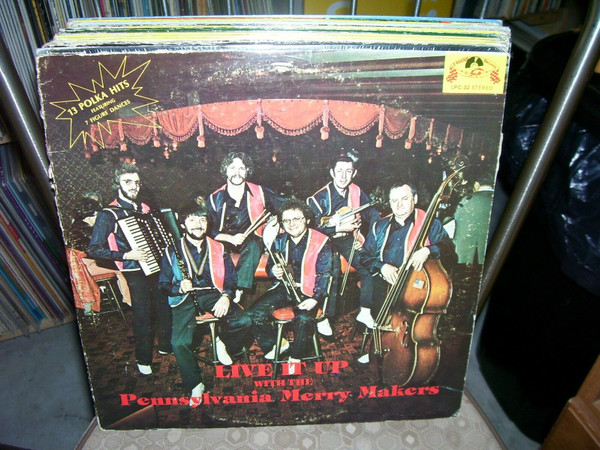 13 POLKA HITS
FEATURING
7 FIGURE DANCES
LPC 22 STEREO
LIVE IT UP
WITH THE
Pennsylvania Merry Makers